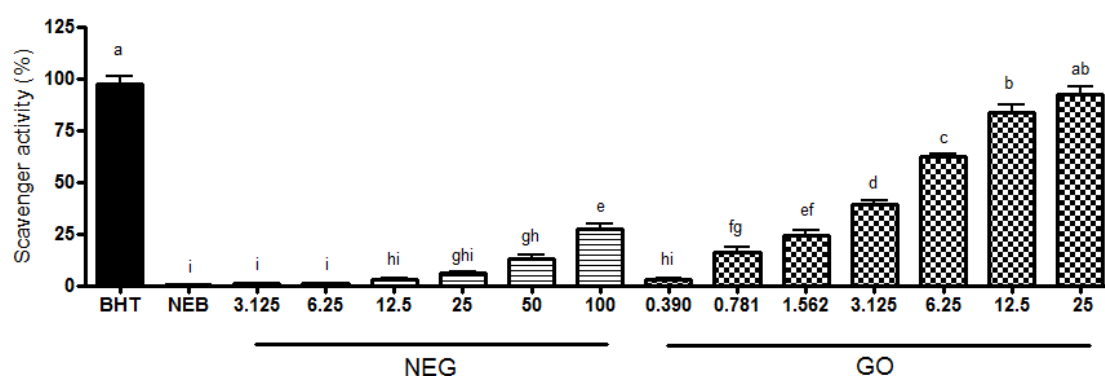 Scavenger activity (%)
125
100
75
50
25
0
a
i
i
i
hi
ghi
gh
e
hi
fg
ef
d
c
b
ab
BHT NEB 3.125 6.25 12.5 25 50 100 0.390 0.781 1.562 3.125 6.25 12.5 25
NEG GO